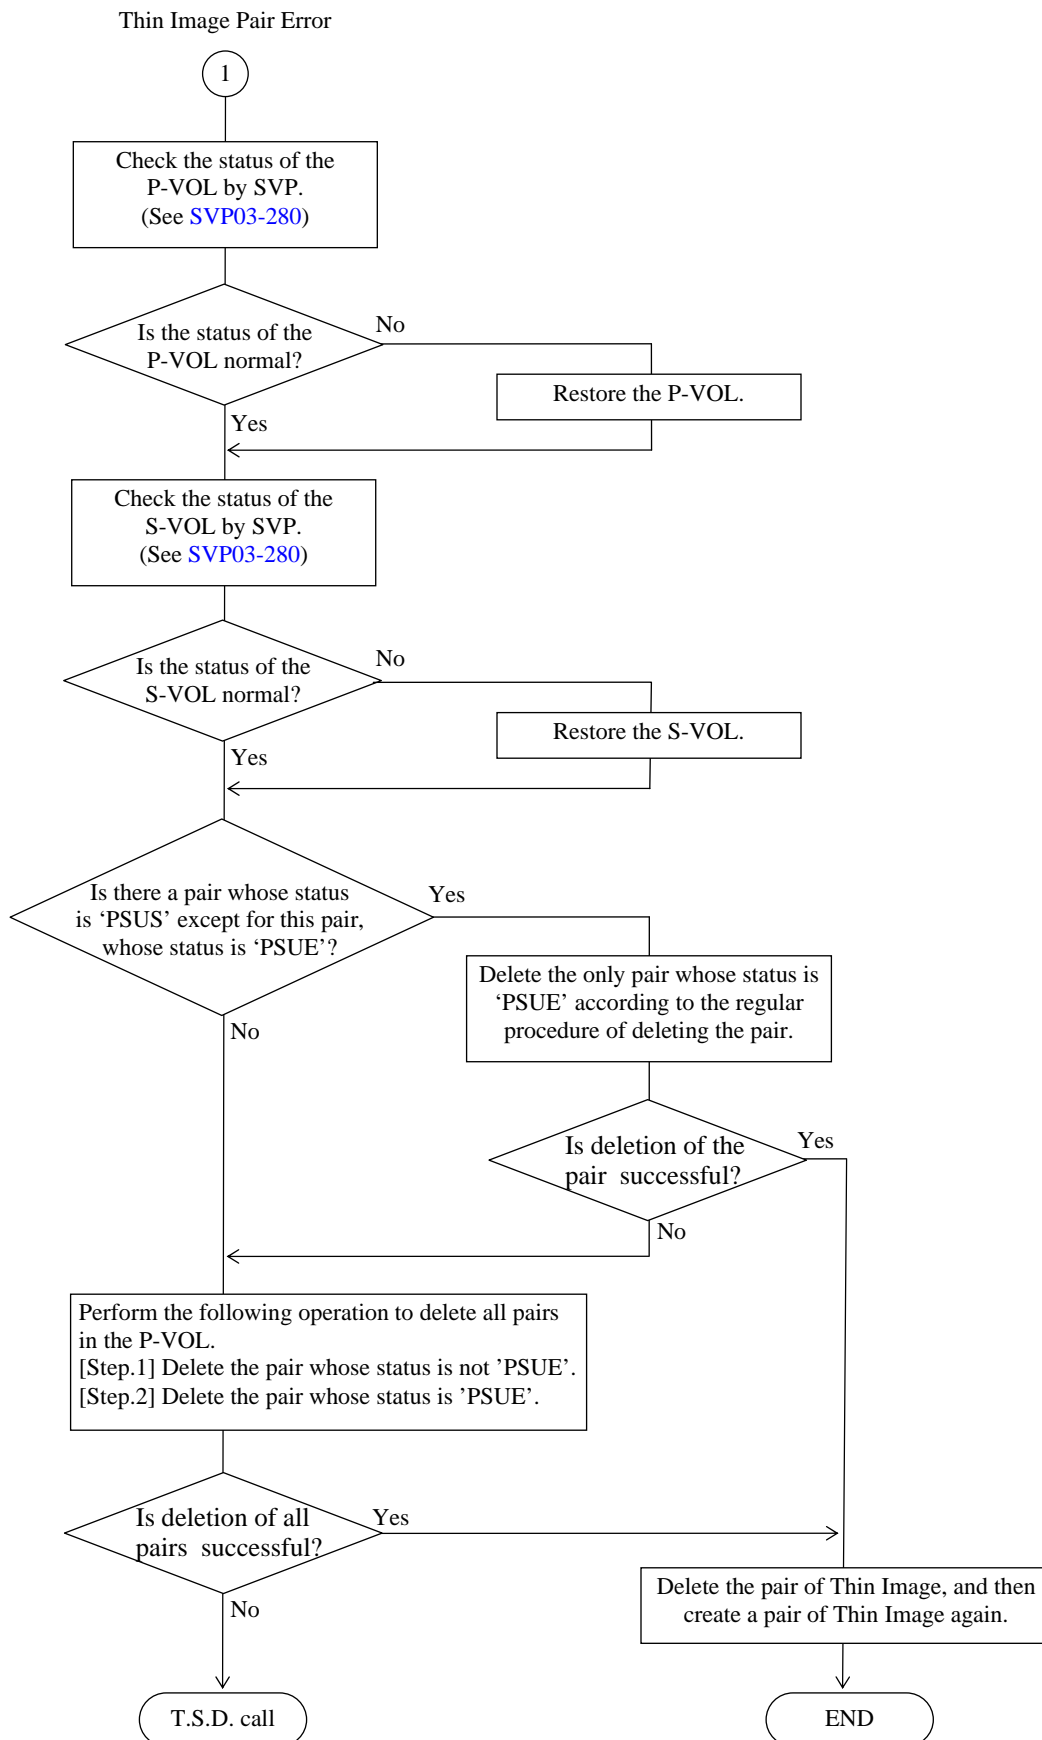 Thin Image Pair Error
1
Check the status of the
P-VOL by SVP.
(See SVP03-280)
Is the status of the
P-VOL normal?
No
Restore the P-VOL.
Yes
Check the status of the
S-VOL by SVP.
(See SVP03-280)
Is the status of the
S-VOL normal?
No
Restore the S-VOL.
Yes
Is there a pair whose status
is ‘PSUS’ except for this pair,
whose status is ‘PSUE’?
Yes
Delete the only pair whose status is
‘PSUE’ according to the regular
procedure of deleting the pair.
No
Is deletion of the
pair successful?
Yes
No
Perform the following operation to delete all pairs
in the P-VOL.
[Step.1] Delete the pair whose status is not ’PSUE’.
[Step.2] Delete the pair whose status is ’PSUE’.
Is deletion of all
pairs successful?
Yes
Delete the pair of Thin Image, and then
create a pair of Thin Image again.
No
T.S.D. call
END